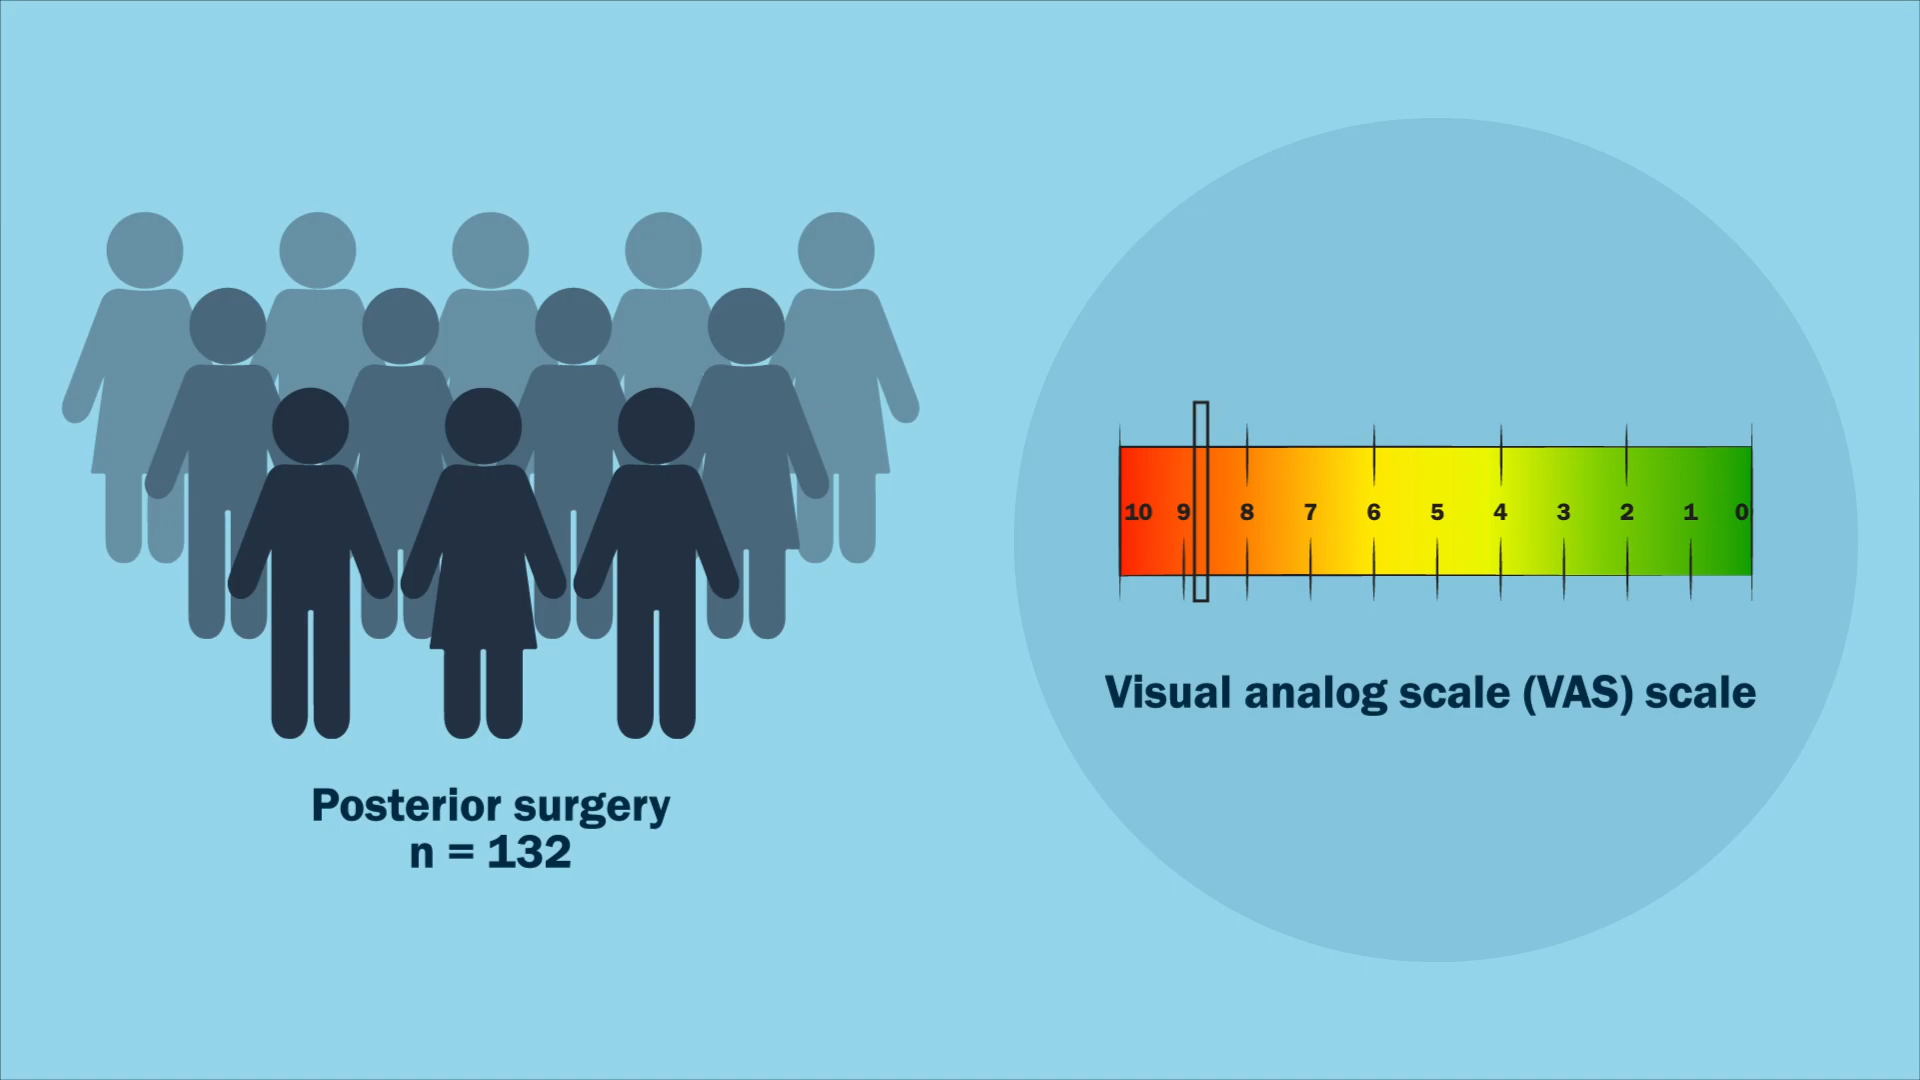 Posterior surgery
n = 132
10 9 8 7 6 5 4 3 2 1 0
Visual analog scale (VAS) scale